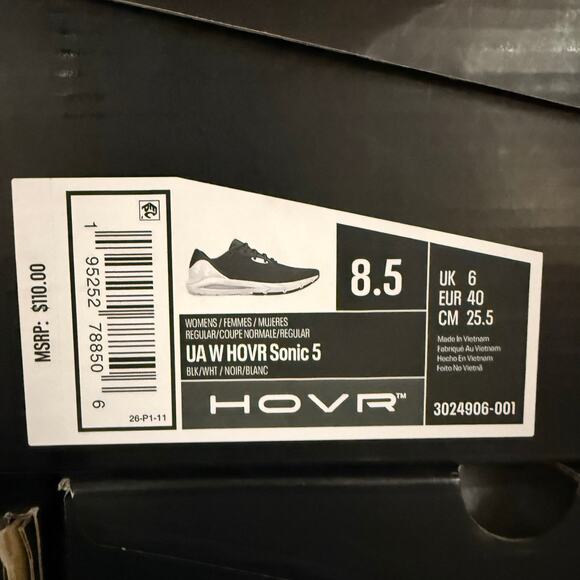 MSRP: $110.00
1 95252 78850 6
26-P1-11
WOMENS / FEMMES / MUJERES
REGULAR/COUPE NORMALE/REGULAR
UA W HOVR Sonic 5
BLK/WHT / NOIR/BLANC
HOVR™
8.5
UK 6
EUR 40
CM 25.5
Made In Vietnam
Fabriqué Au Vietnam
Hecho En Vietnam
Feito No Vietnã
3024906-001